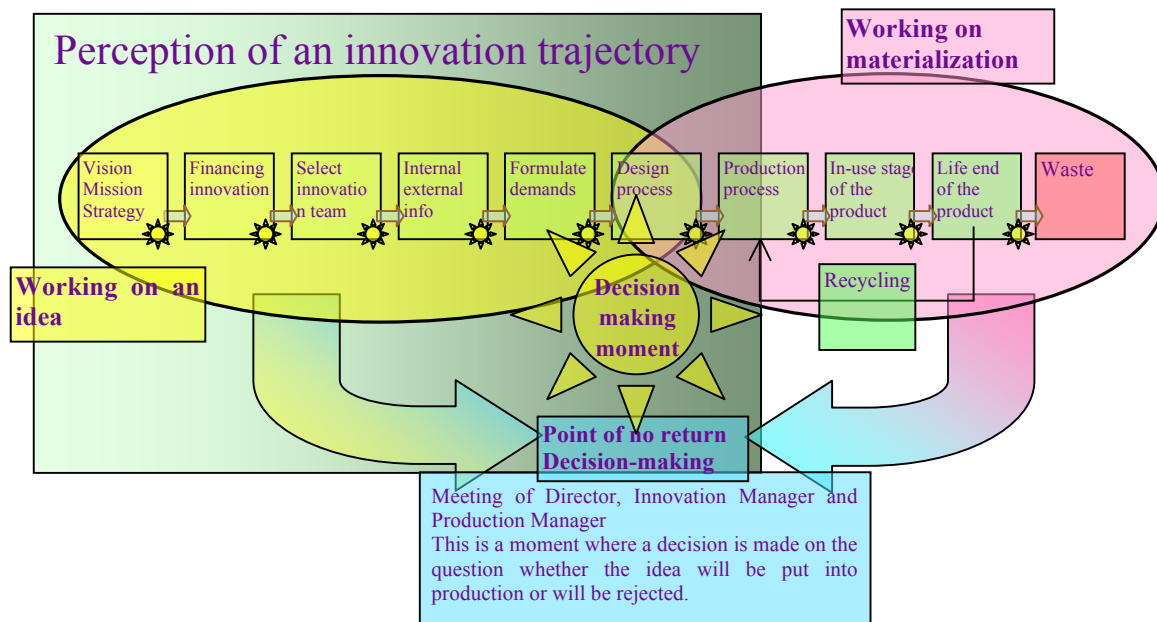 Perception of an innovation trajectory
Working on
materialization
Vision
Mission
Strategy
Financing
innovation
Select
innovatio
n team
Internal
external
info
Formulate
demands
Design
process
Production
process
In-use stage
of the
product
Life end
of the
product
Waste
Working on an
idea
Decision
making
moment
Recycling
Point of no return
Decision-making
Meeting of Director, Innovation Manager and
Production Manager
This is a moment where a decision is made on the
question whether the idea will be put into
production or will be rejected.